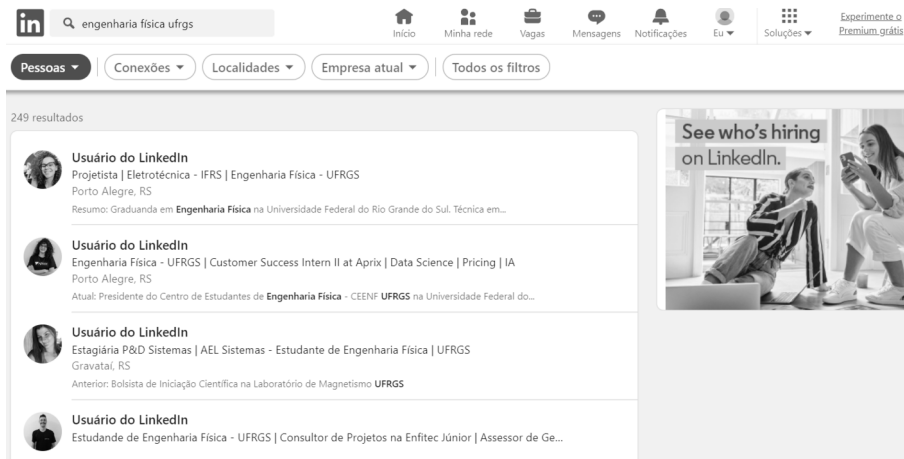 in
engenharia física ufrgs
Início
Minha rede
Vagas
Mensagens
Notificações
Eu
Soluções
Experimente o
Premium grátis
Pessoas
Conexões
Localidades
Empresa atual
Todos os filtros
249 resultados
Usuário do LinkedIn
Projetista | Eletrotécnica - IFRS | Engenharia Física - UFRGS
Porto Alegre, RS
Resumo: Graduanda em Engenharia Física na Universidade Federal do Rio Grande do Sul. Técnica em...
Usuário do LinkedIn
Engenharia Física - UFRGS | Customer Success Intern II at Aprix | Data Science | Pricing | IA
Porto Alegre, RS
Atual: Presidente do Centro de Estudantes de Engenharia Física - CEENF UFRGS na Universidade Federal do...
Usuário do LinkedIn
Estagiária P&D Sistemas | AEL Sistemas - Estudante de Engenharia Física | UFRGS
Gravataí, RS
Anterior: Bolsista de Iniciação Científica na Laboratório de Magnetismo UFRGS
Usuário do LinkedIn
Estudande de Engenharia Física - UFRGS | Consultor de Projetos na Enfitec Júnior | Assessor de Ge...
See who's hiring
on LinkedIn.